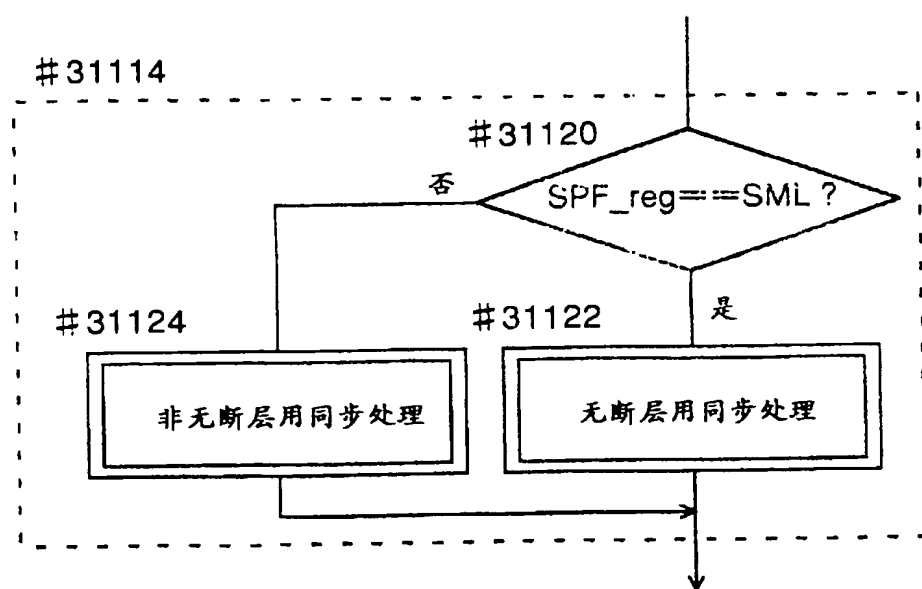 #31114
#31120
否
SPF_reg===SML ?
是
#31124
#31122
非无断层用同步处理
无断层用同步处理